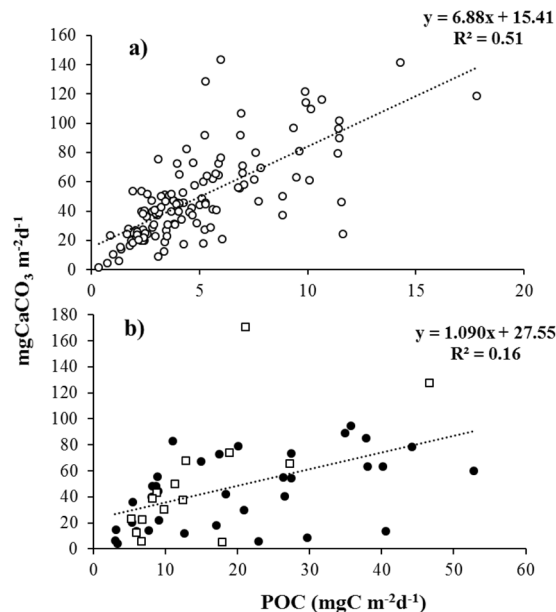 y = 6.88x + 15.41
R² = 0.51
a)
160
140
120
100
80
60
40
20
0
0 5 10 15 20
mgCaCO₃ m⁻²d⁻¹
b)
y = 1.090x + 27.55
R² = 0.16
180
160
140
120
100
80
60
40
20
0
0 10 20 30 40 50 60
POC (mgC m⁻²d⁻¹)